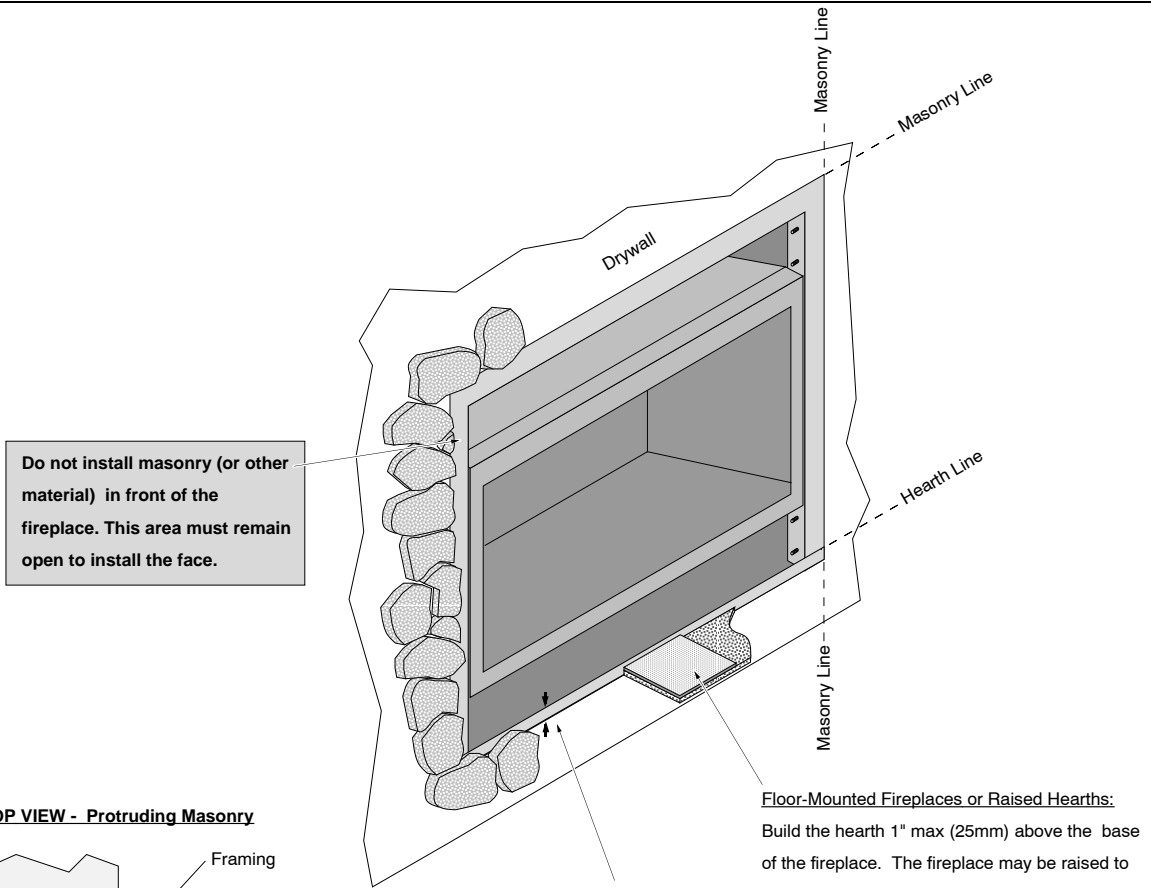 Masonry Line
Masonry Line
Drywall
Do not install masonry (or other
material) in front of the
fireplace. This area must remain
open to install the face.
Hearth Line
Masonry Line
VIEW - Protruding Masonry
Framing
Floor-Mounted Fireplaces or Raised Hearths:
Build the hearth 1" max (25mm) above the base
of the fireplace. The fireplace may be raised to